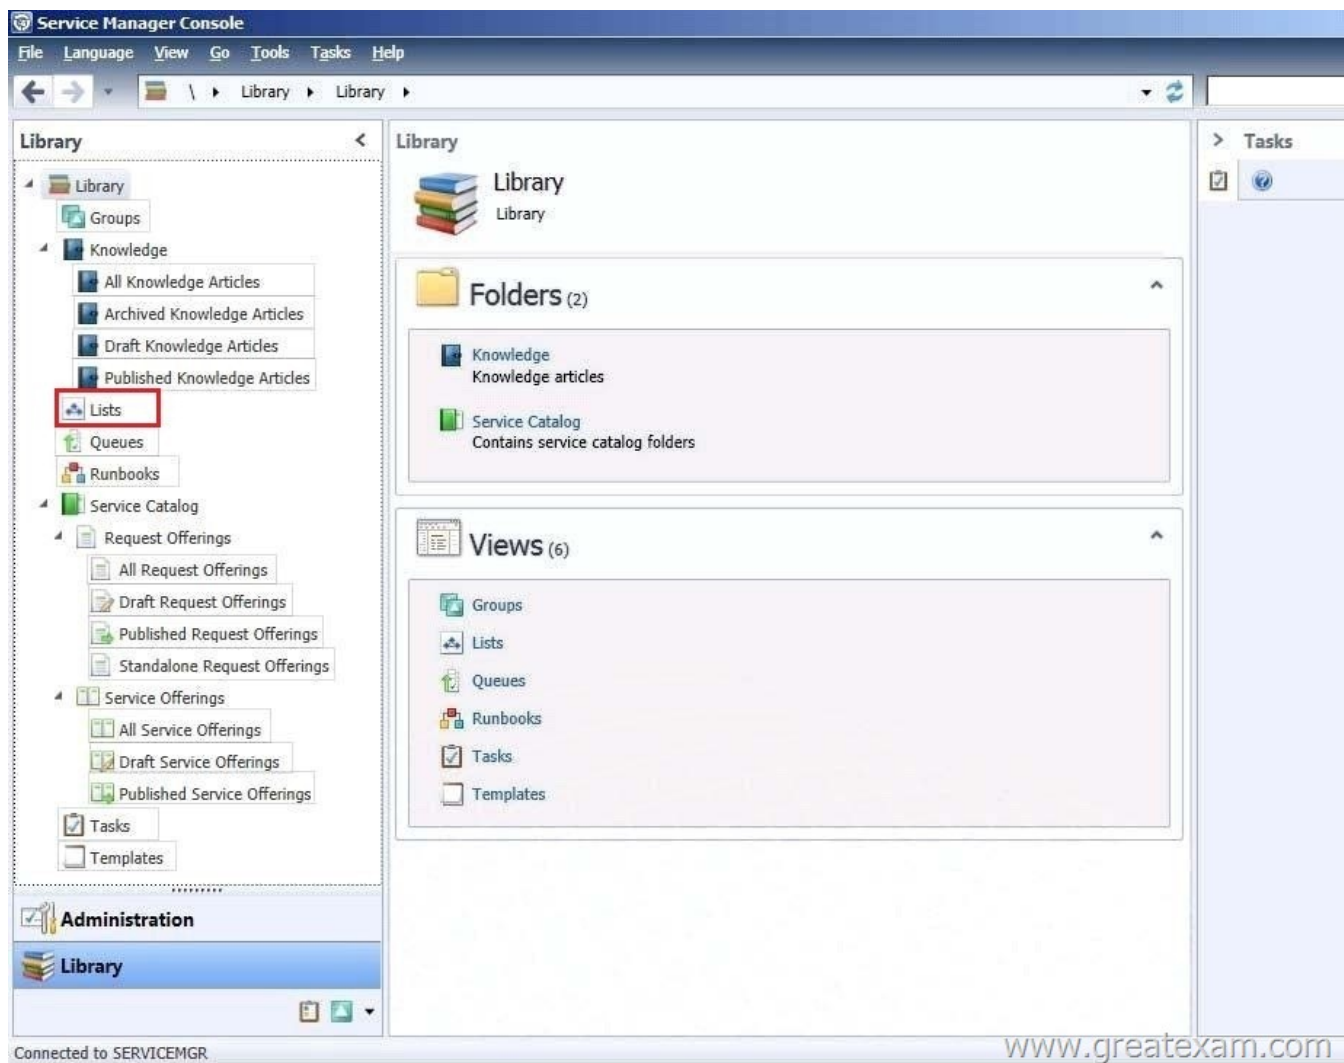 Service Manager Console
File Language View Go Tools Tasks Help
\ Library Library
Library
Library
Groups
Knowledge
All Knowledge Articles
Archived Knowledge Articles
Draft Knowledge Articles
Published Knowledge Articles
Lists
Queues
Runbooks
Service Catalog
Request Offerings
All Request Offerings
Draft Request Offerings
Published Request Offerings
Standalone Request Offerings
Service Offerings
All Service Offerings
Draft Service Offerings
Published Service Offerings
Tasks
Templates
Administration
Library
Library
Library
Library
Folders (2)
Knowledge
Knowledge articles
Service Catalog
Contains service catalog folders
Views (6)
Groups
Lists
Queues
Runbooks
Tasks
Templates
Tasks
Connected to SERVICEMGR
www.greatexam.com